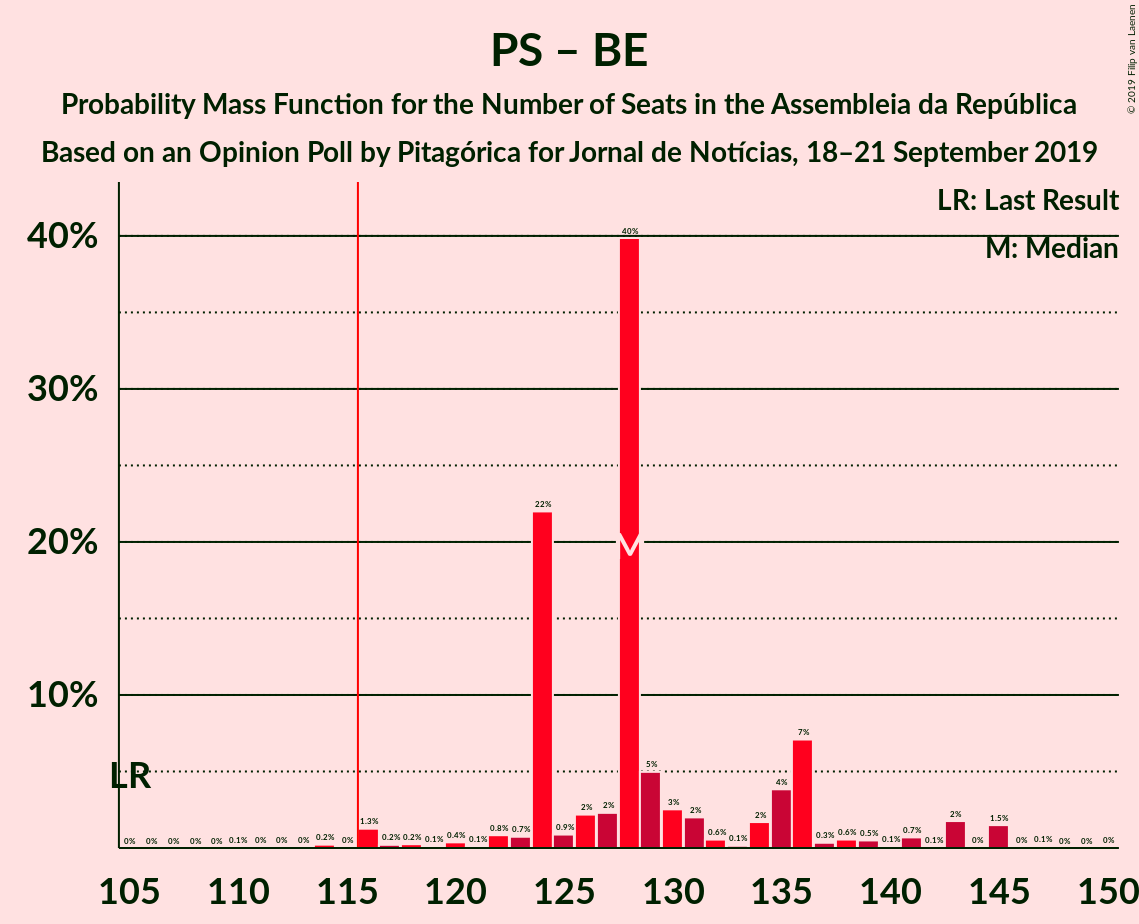 PS – BE
Probability Mass Function for the Number of Seats in the Assembleia da República
Based on an Opinion Poll by Pitagórica for Jornal de Notícias, 18–21 September 2019
© 2019 Filip van Laenen
LR: Last Result
M: Median
40%
30%
20%
10%
LR
0% 0% 0% 0% 0% 0.1% 0% 0% 0% 0.2% 0% 1.3% 0.2% 0.2% 0.1% 0.4% 0.1% 0.8% 0.7% 22% 0.9% 2% 2% 40% 5% 3% 2% 0.6% 0.1% 2% 4% 7% 0.3% 0.6% 0.5% 0.1% 0.7% 0.1% 2% 0% 1.5% 0% 0.1% 0% 0% 0%
105 110 115 120 125 130 135 140 145 150